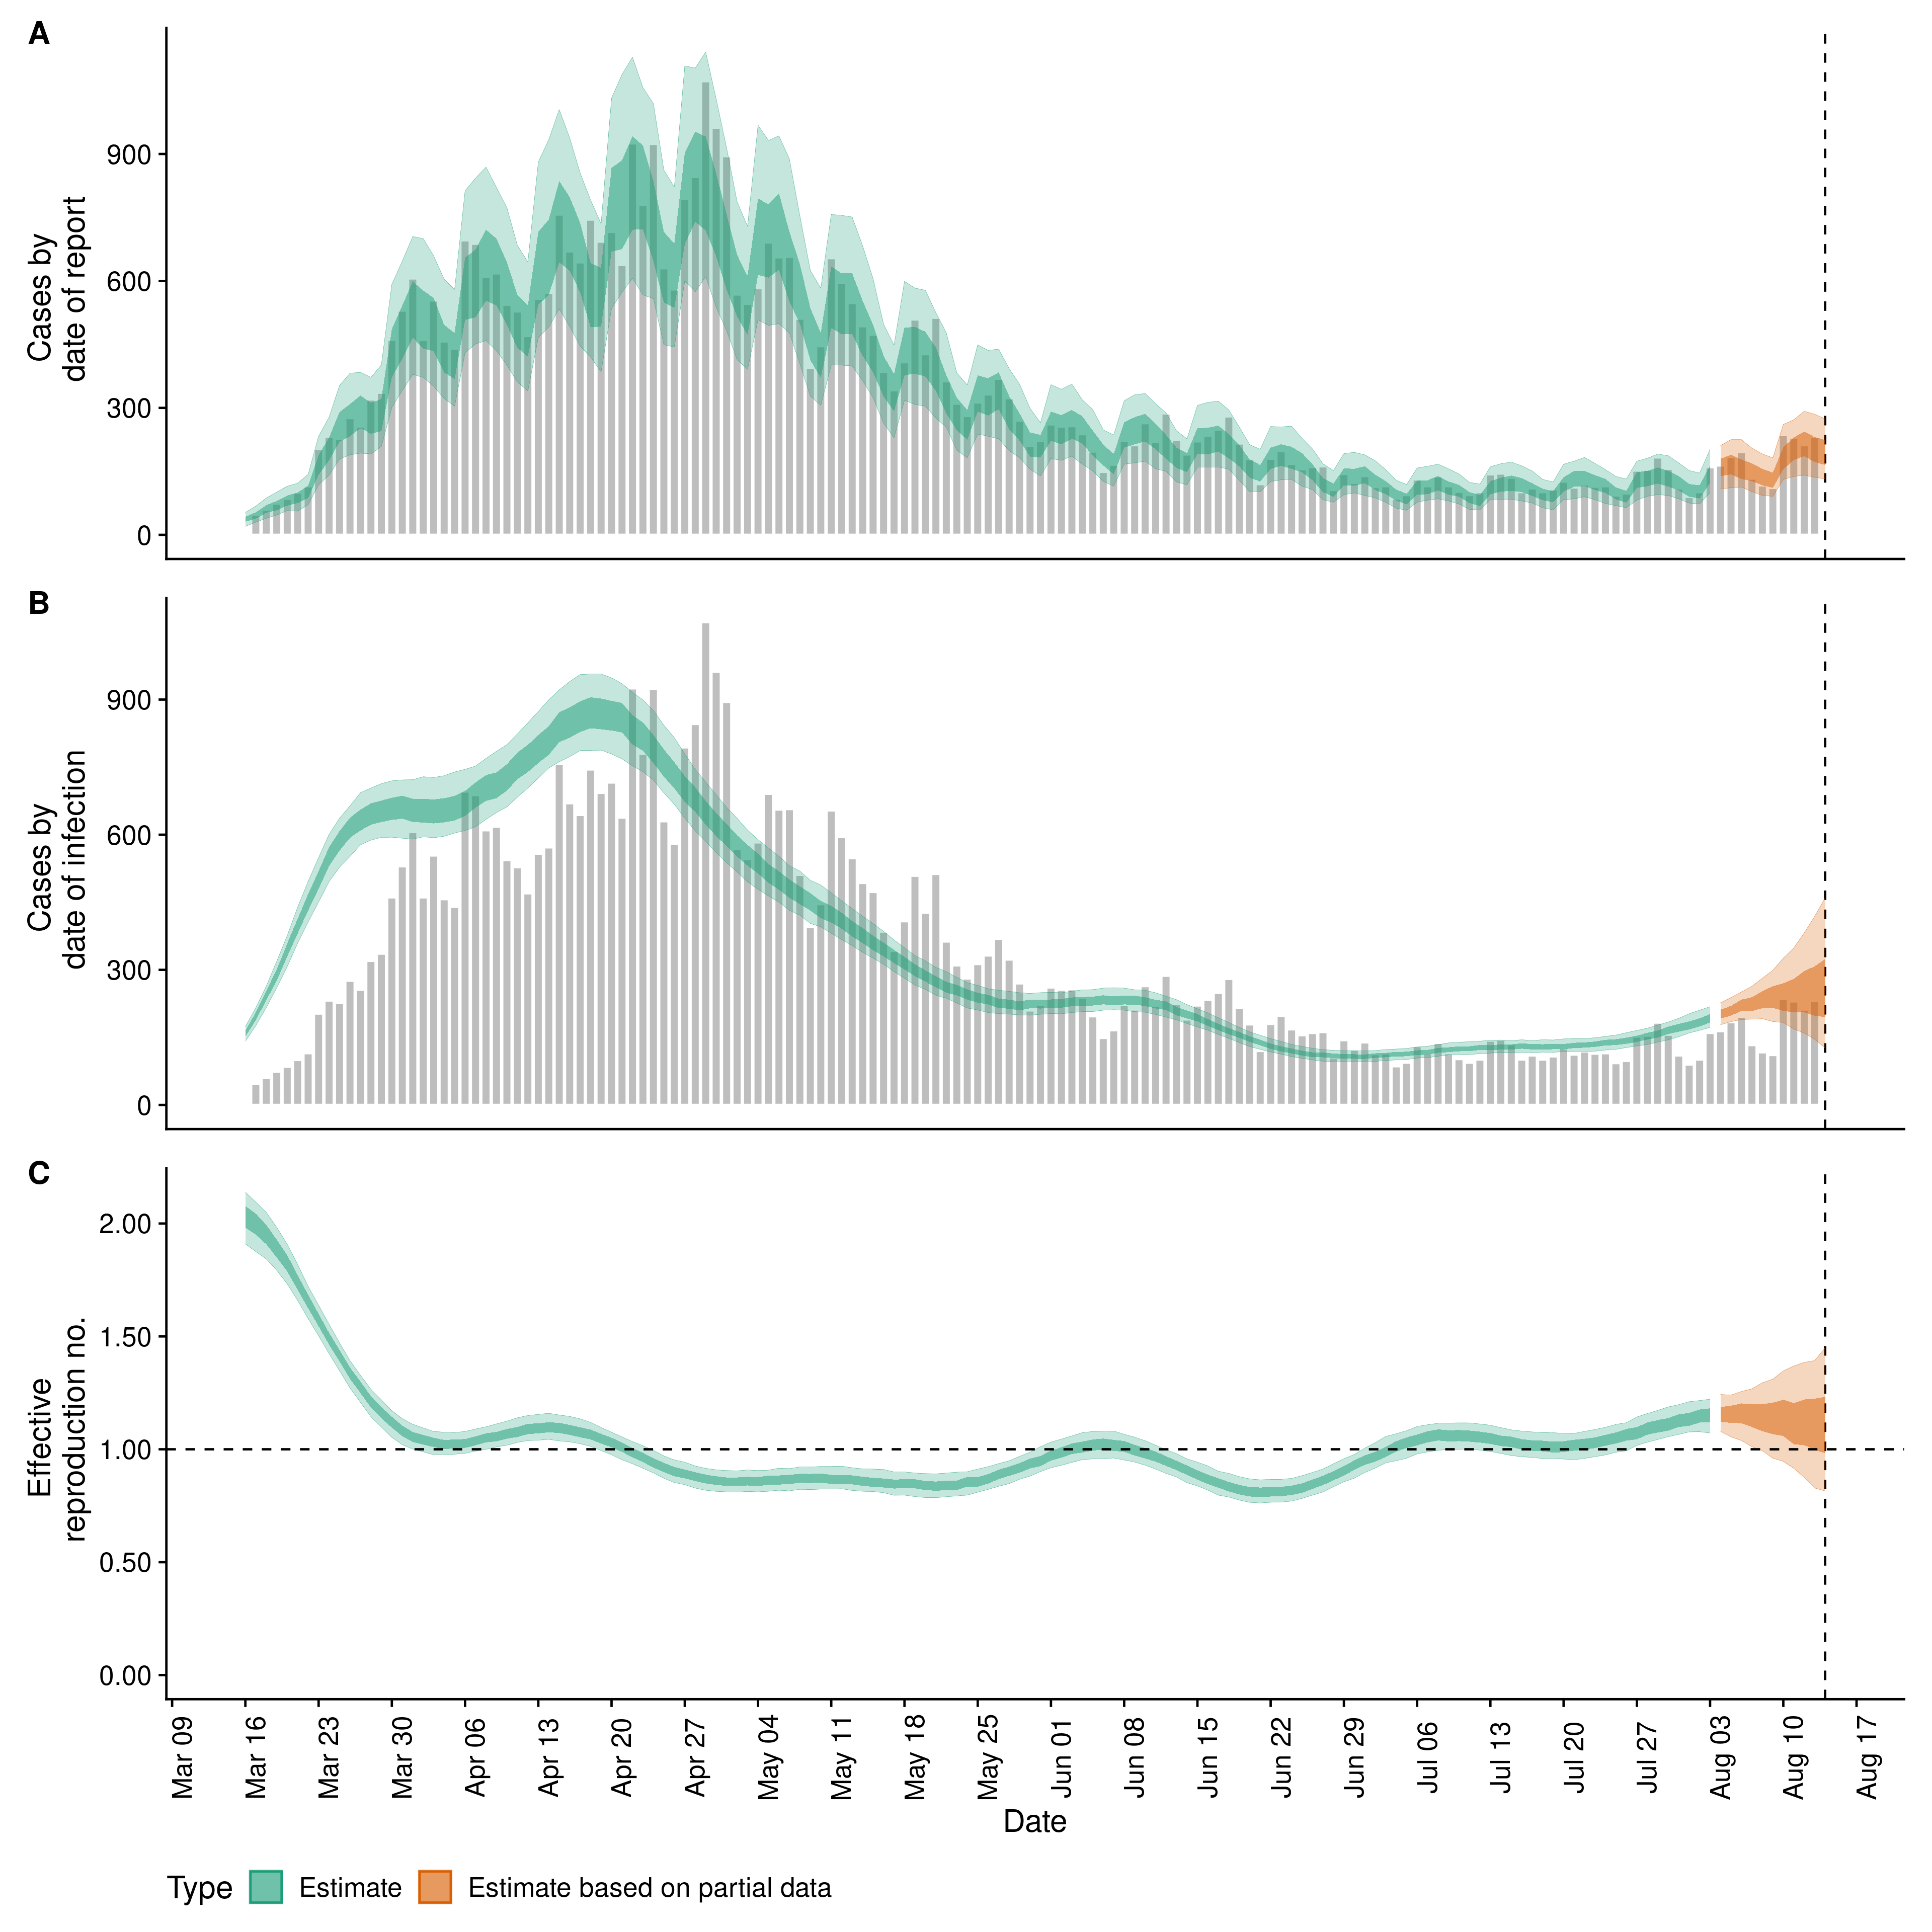 A
Cases by
date of report
900
600
300
0
B
Cases by
date of infection
900
600
300
0
C
Effective
reproduction no.
2.00
1.50
1.00
0.50
0.00
Mar 09
Mar 16
Mar 23
Mar 30
Apr 06
Apr 13
Apr 20
Apr 27
May 04
May 11
May 18
May 25
Jun 01
Jun 08
Jun 15
Jun 22
Jun 29
Jul 06
Jul 13
Jul 20
Jul 27
Aug 03
Aug 10
Aug 17
Date
Type Estimate Estimate based on partial data